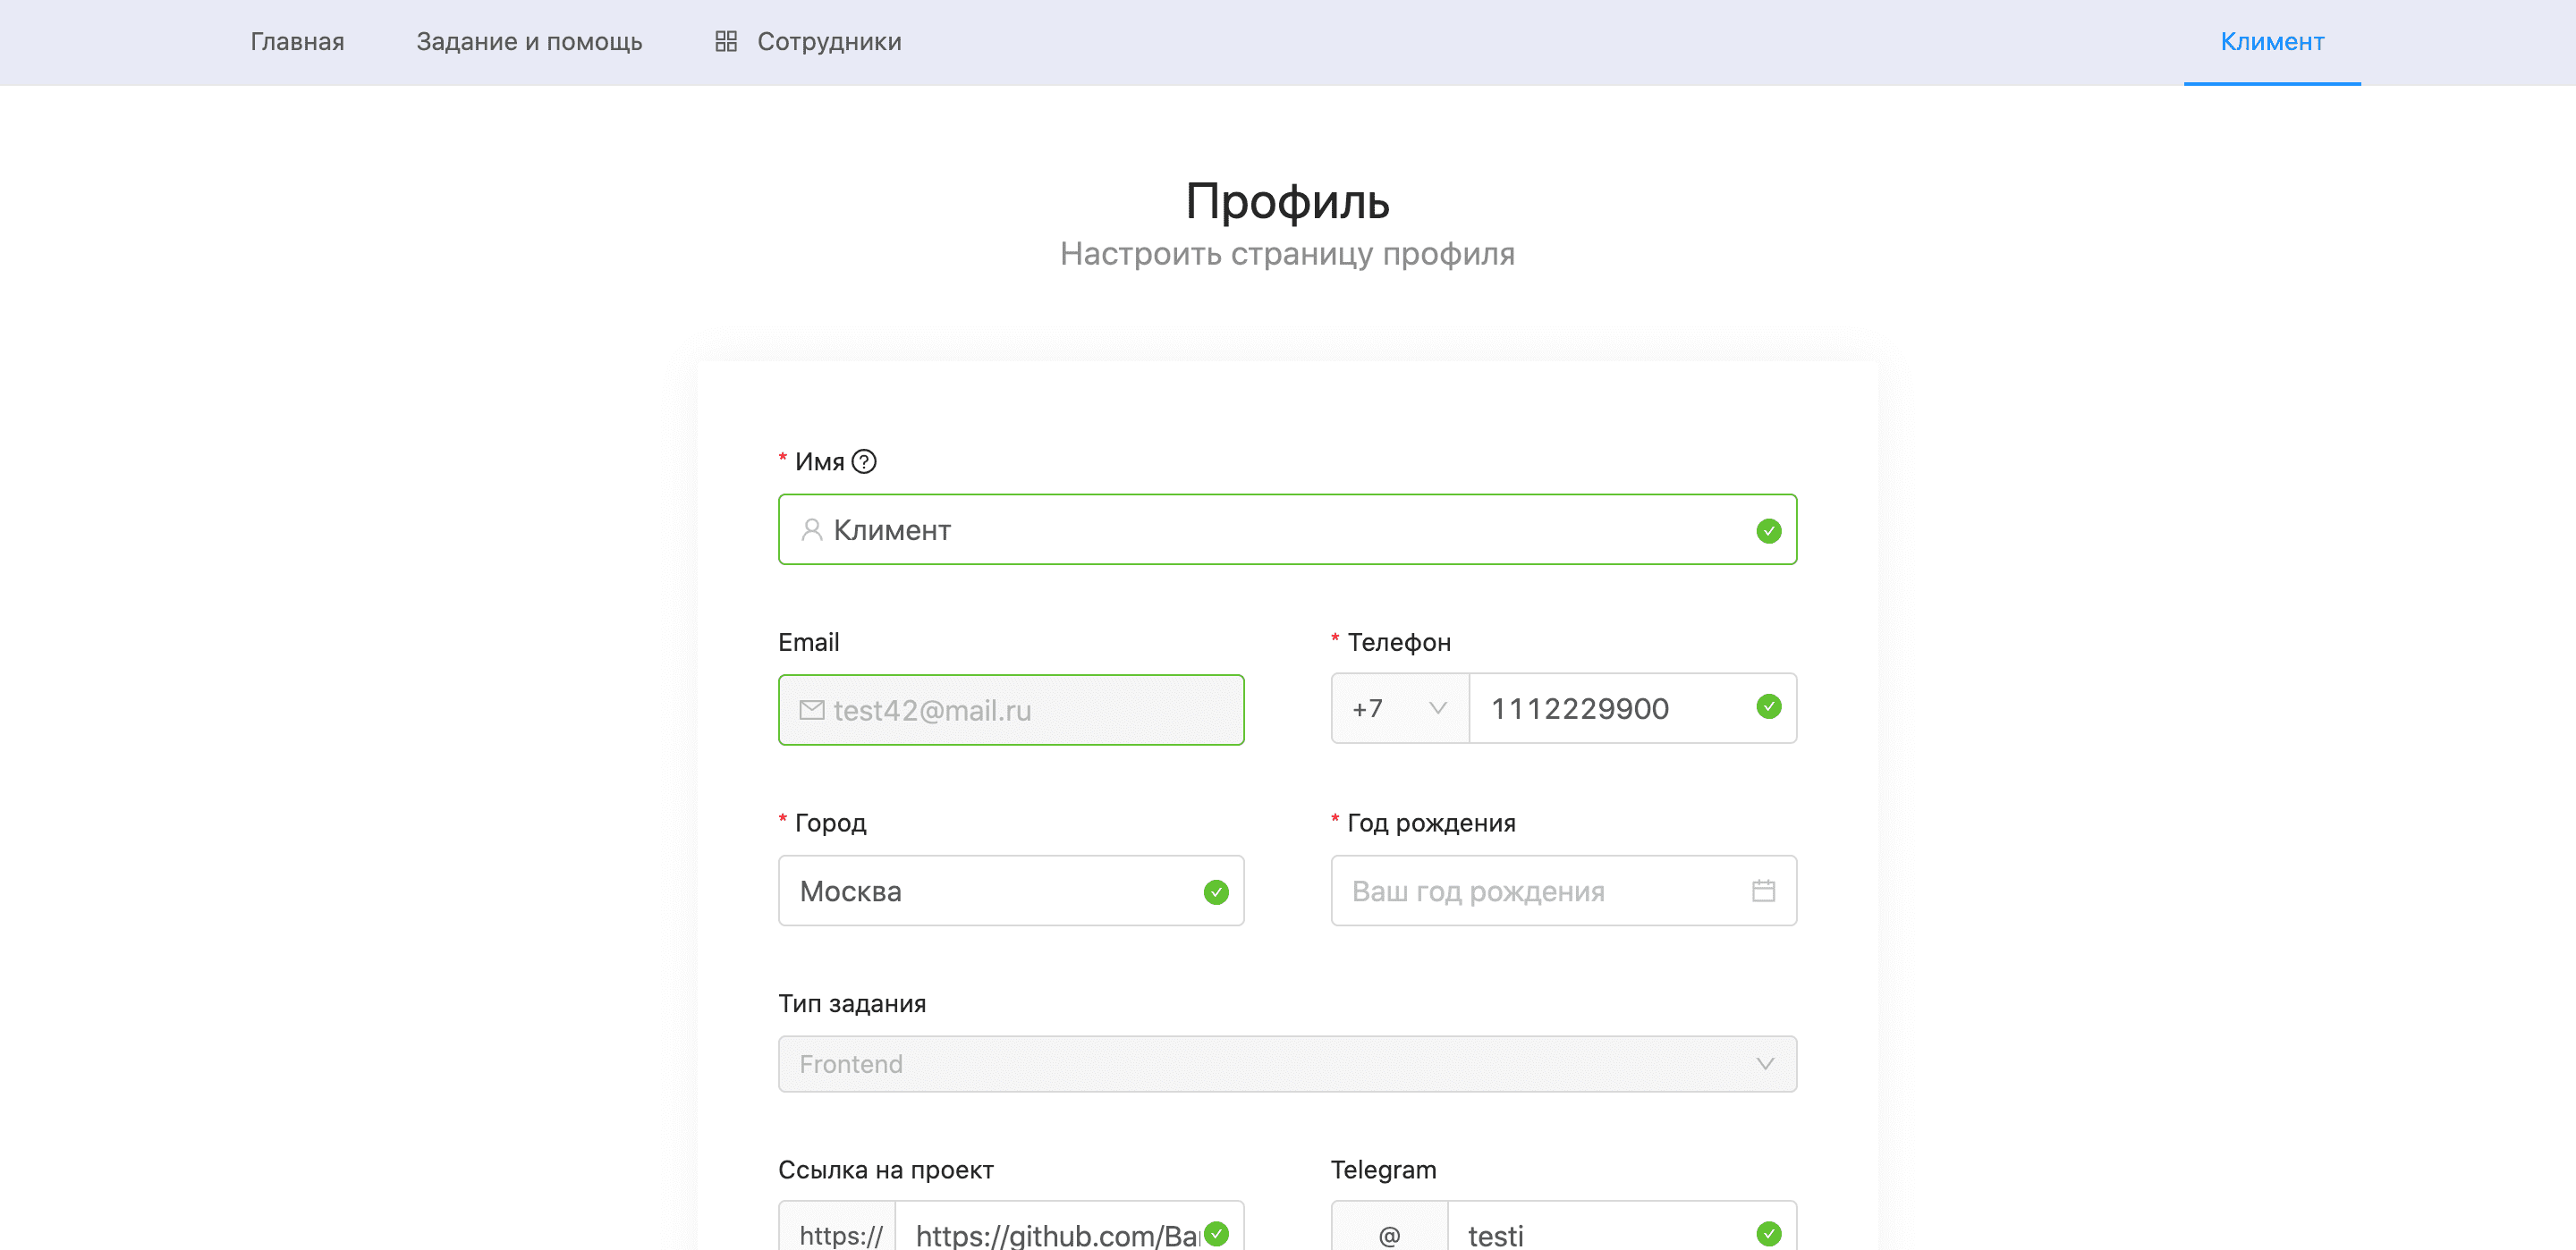 Главная Задание и помощь Сотрудники Климент
Профиль
Настроить страницу профиля
* Имя
Климент
Email * Телефон
test42@mail.ru +7 1112229900
* Город * Год рождения
Москва Ваш год рождения
Тип задания
Frontend
Ссылка на проект Telegram
https:// https://github.com/Ba @ testi